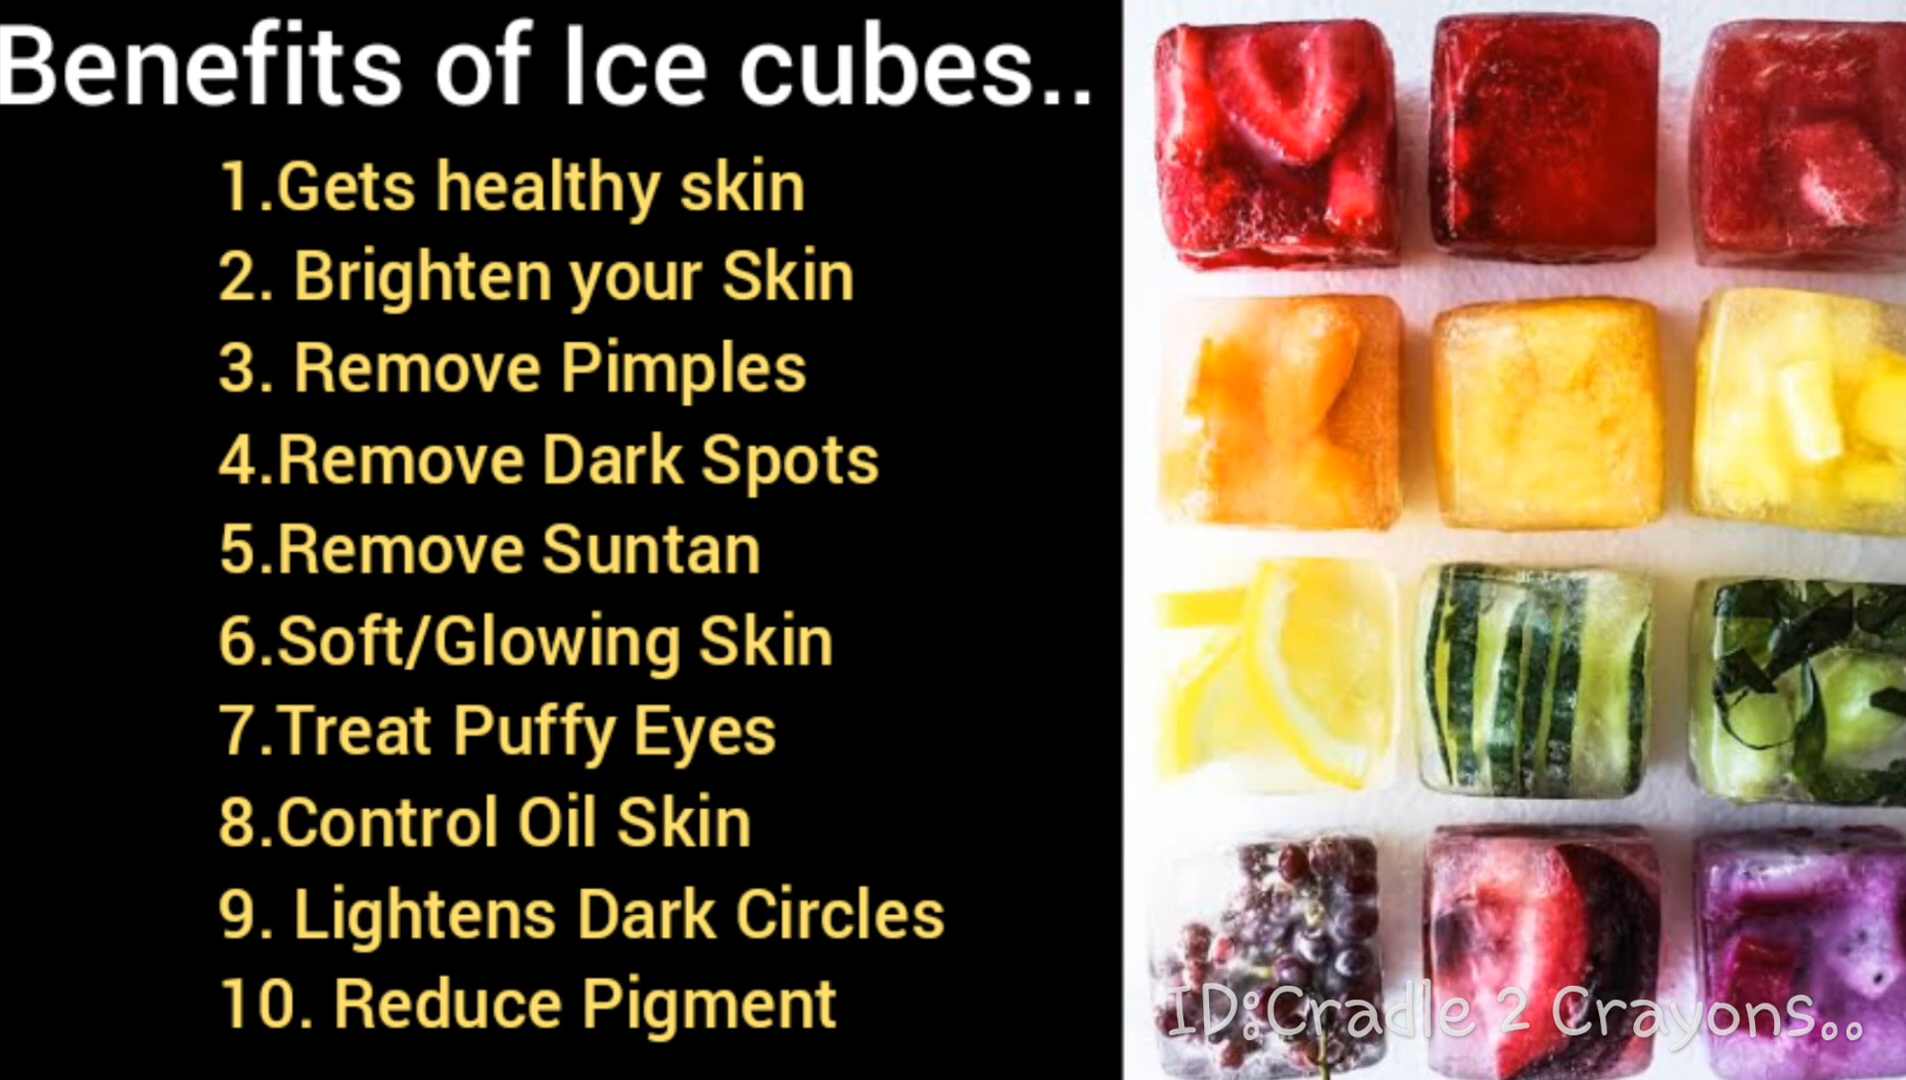 Benefits of Ice cubes..
1.Gets healthy skin
2. Brighten your Skin
3. Remove Pimples
4.Remove Dark Spots
5.Remove Suntan
6.Soft/Glowing Skin
7.Treat Puffy Eyes
8.Control Oil Skin
9. Lightens Dark Circles
10. Reduce Pigment
ID:Cradle 2 Crayons..